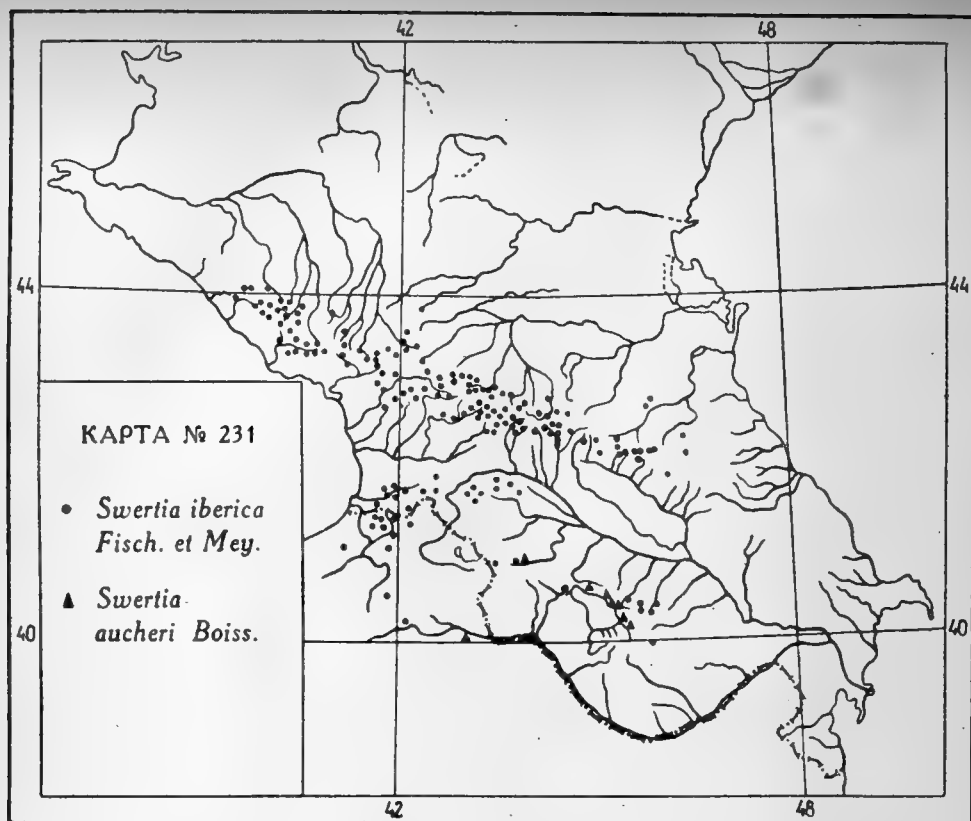 42 48
44 44
КАРТА № 231
Swertia iberica
Fisch. et Mey.
Swertia
aucheri Boiss.
40 40
42 48